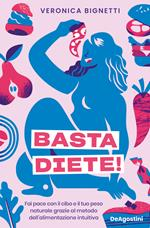 VERONICA BIGNETTI
BASTA
DIETE!
Fai pace con il cibo e il tuo peso
naturale grazie al metodo
dell'alimentazione intuitiva
DeAgostini